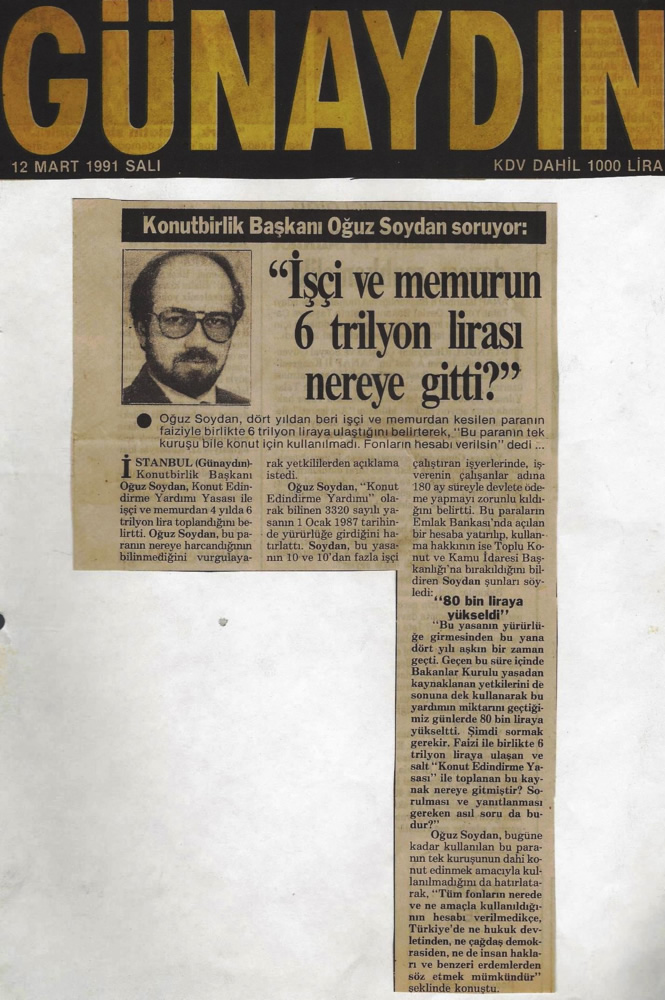 GÜNAYDIN
12 MART 1991 SALI
KDV DAHİL 1000 LİRA
Konutbirlik Başkanı Oğuz Soydan soruyor:
“İşçi ve memurun
6 trilyon lirası
nereye gitti?”
● Oğuz Soydan, dört yıldan beri işçi ve memurdan kesilen paranın
faiziyle birlikte 6 trilyon liraya ulaştığını belirterek, “Bu paranın tek
kuruşu bile konut için kullanılmadı. Fonların hesabı verilsin” dedi ...
İSTANBUL (Günaydın)-
Konutbirlik Başkanı
Oğuz Soydan, Konut Edin-
dirme Yardımı Yasası ile
işçi ve memurdan 4 yılda 6
trilyon lira toplandığını be-
lirtti. Oğuz Soydan, bu pa-
ranın nereye harcandığının
bilinmediğini vurgulaya-
rak yetkililerden açıklama
istedi.
Oğuz Soydan, “Konut
Edindirme Yardımı” ola-
rak bilinen 3320 sayılı ya-
sanın 1 Ocak 1987 tarihin-
de yürürlüğe girdiğini ha-
tırlattı. Soydan, bu yasa-
nın 10 ve 10’dan fazla işçi
çalıştıran işyerlerinde, iş-
verenin çalışanlar adına
180 ay süreyle devlete öde-
me yapmayı zorunlu kıldı-
ğını belirtti. Bu paraların
Emlak Bankası’nda açılan
bir hesaba yatırılıp, kullan-
ma hakkının ise Toplu Ko-
nut ve Kamu İdaresi Baş-
kanlığı’na bırakıldığını bil-
diren Soydan şunları söy-
ledi:
“80 bin liraya
yükseldi”
“Bu yasanın yürürlü-
ğe girmesinden bu yana
dört yılı aşkın bir zaman
geçti. Geçen bu süre içinde
Bakanlar Kurulu yasadan
kaynaklanan yetkilerini de
sonuna dek kullanarak bu
yardımın miktarını geçtiği-
miz günlerde 80 bin liraya
yükseltti. Şimdi sormak
gerekir. Faizi ile birlikte 6
trilyon liraya ulaşan ve
salt “Konut Edindirme Ya-
sası” ile toplanan bu kay-
nak nereye gitmiştir? So-
rulması ve yanıtlanması
gereken asıl soru da bu-
dur?”
Oğuz Soydan, bugüne
kadar kullanılan bu para-
nın tek kuruşunun dahi ko-
nut edinmek amacıyla kul-
lanılmadığını da hatırlata-
rak, “Tüm fonların nerede
ve ne amaçla kullanıldığı-
nın hesabı verilmedikçe,
Türkiye’de ne hukuk dev-
letinden, ne çağdaş demok-
rasiden, ne de insan hakla-
rı ve benzeri erdemlerden
söz etmek mümkündür”
şeklinde konuştu.